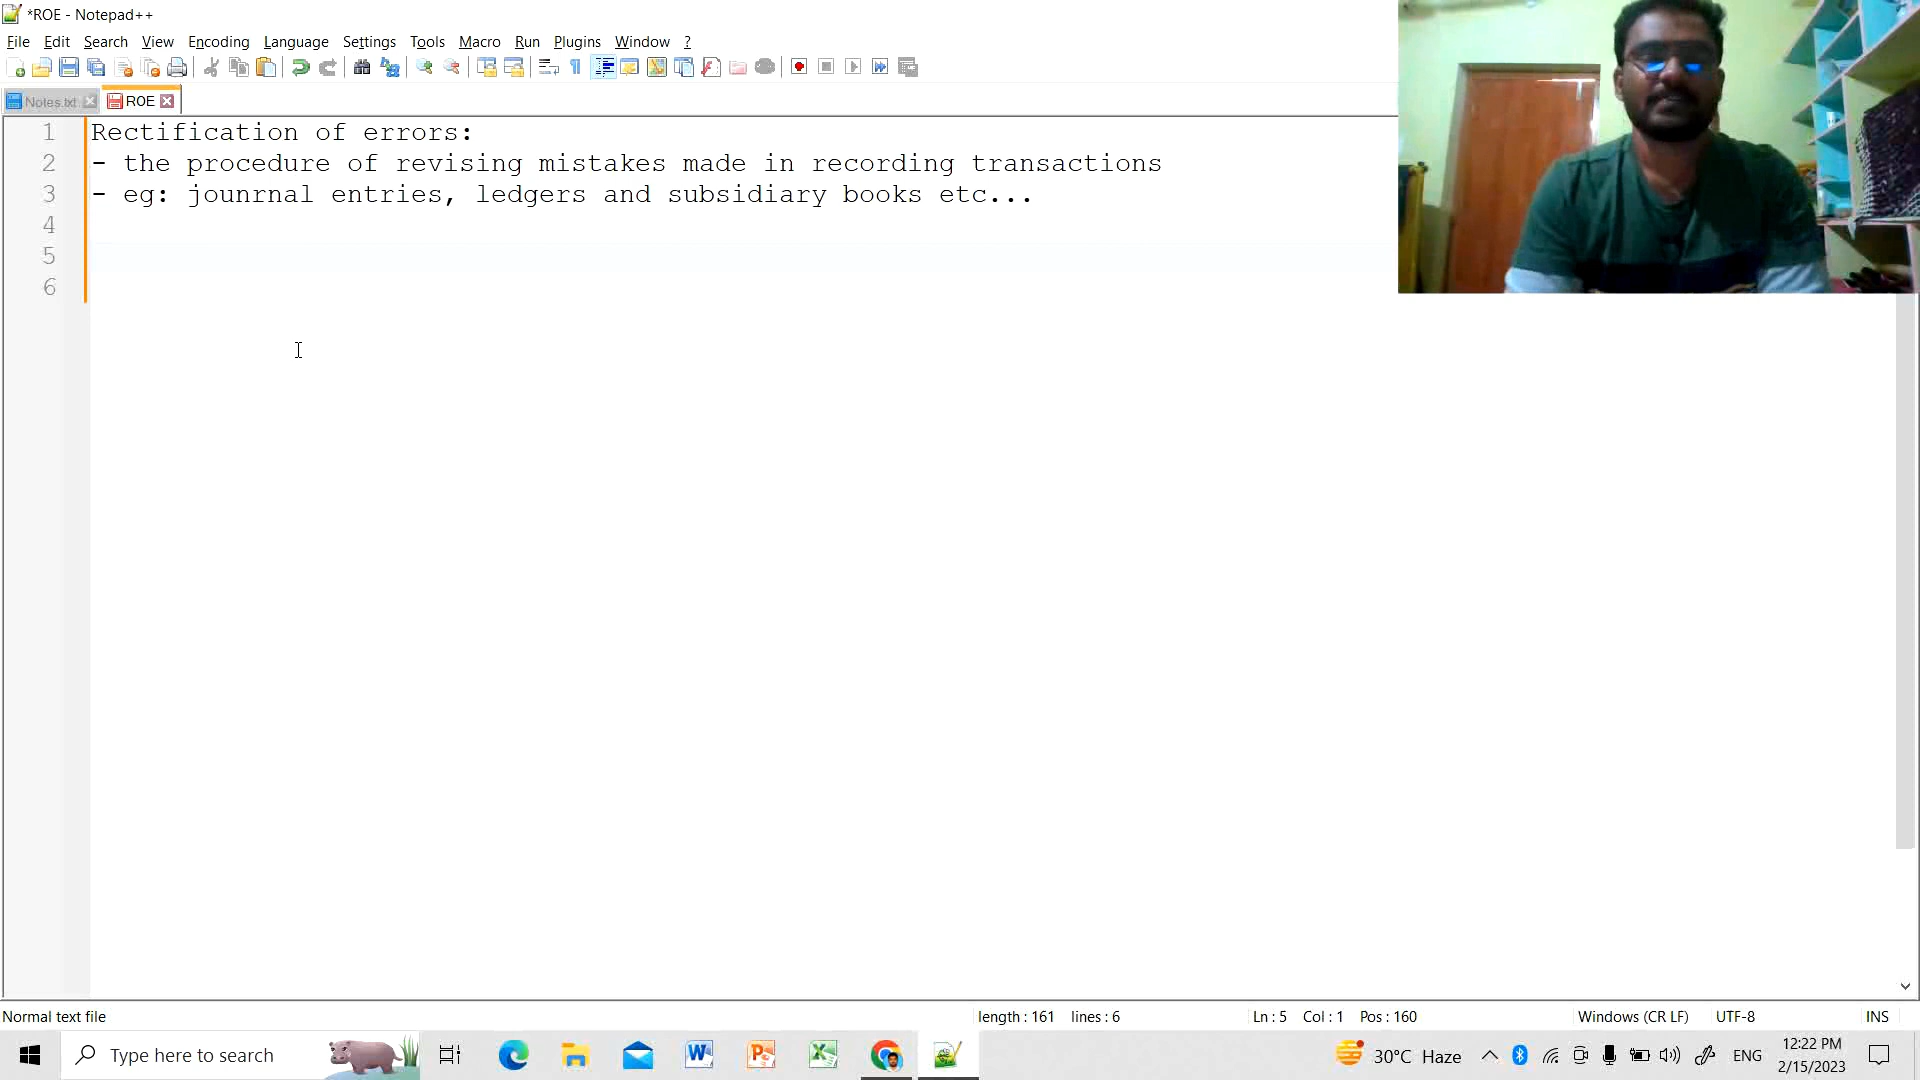 *ROE - Notepad++
File Edit Search View Encoding Language Settings Tools Macro Run Plugins Window ?
Notes.txt ROE
1 Rectification of errors:
2 - the procedure of revising mistakes made in recording transactions
3 - eg: jounrnal entries, ledgers and subsidiary books etc...
4
5
6
Normal text file length : 161 lines : 6 Ln : 5 Col : 1 Pos : 160 Windows (CR LF) UTF-8 INS
Type here to search 30°C Haze ENG 12:22 PM
2/15/2023